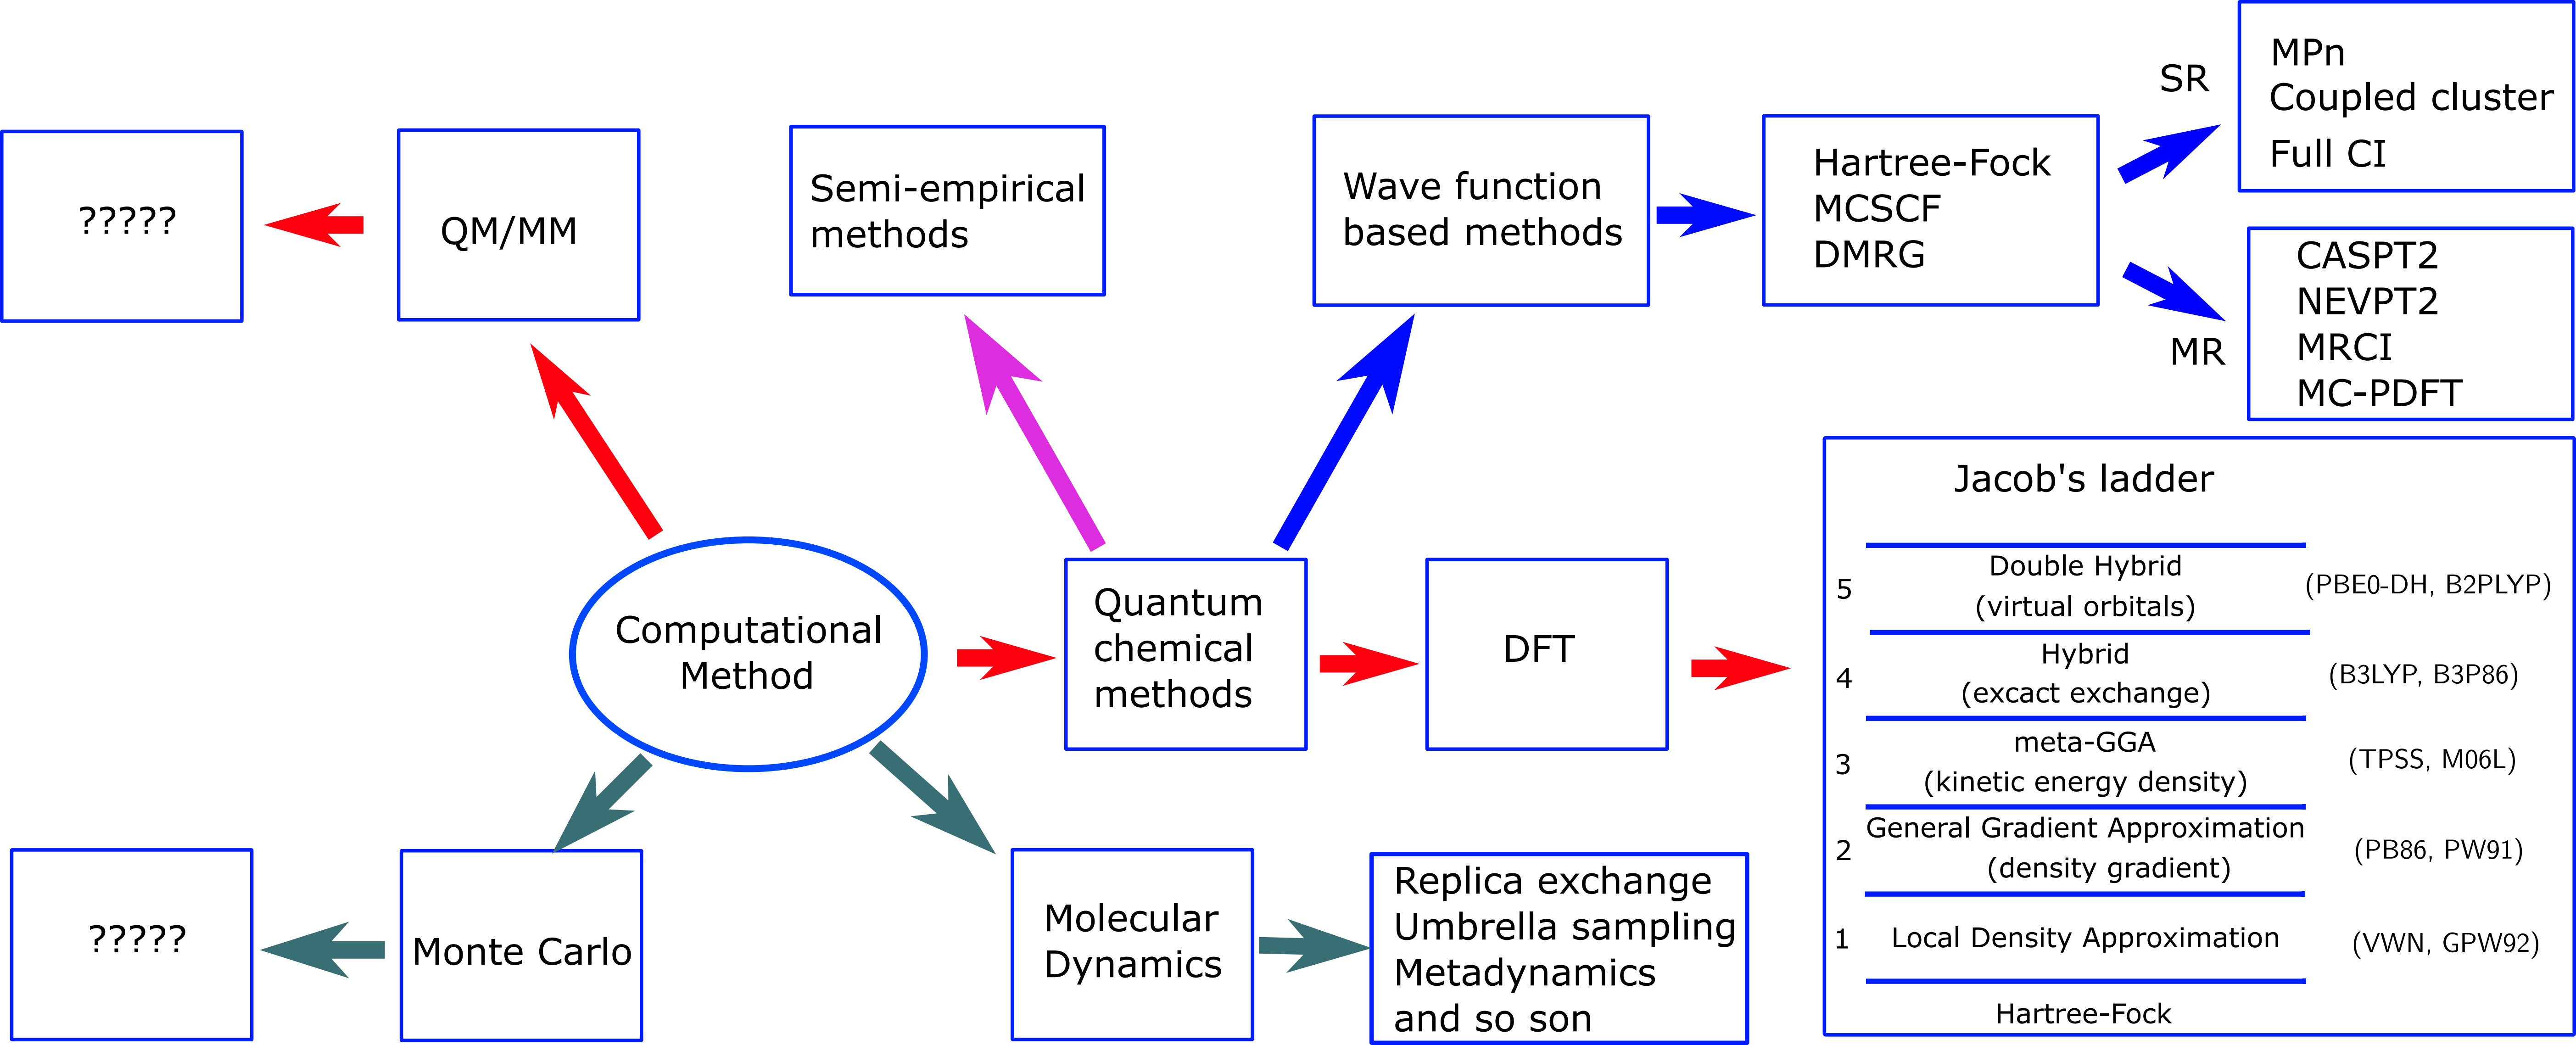 ?????
QM/MM
Semi-empirical
methods
Wave function
based methods
Hartree-Fock
MCSCF
DMRG
SR
MPn
Coupled cluster
Full CI
MR
CASPT2
NEVPT2
MRCI
MC-PDFT
Computational
Method
Quantum
chemical
methods
DFT
Jacob's ladder
5
Double Hybrid
(virtual orbitals)
(PBE0-DH, B2PLYP)
4
Hybrid
(excact exchange)
(B3LYP, B3P86)
3
meta-GGA
(kinetic energy density)
(TPSS, M06L)
2
General Gradient Approximation
(density gradient)
(PB86, PW91)
1
Local Density Approximation
(VWN, GPW92)
Hartree-Fock
?????
Monte Carlo
Molecular
Dynamics
Replica exchange
Umbrella sampling
Metadynamics
and so son